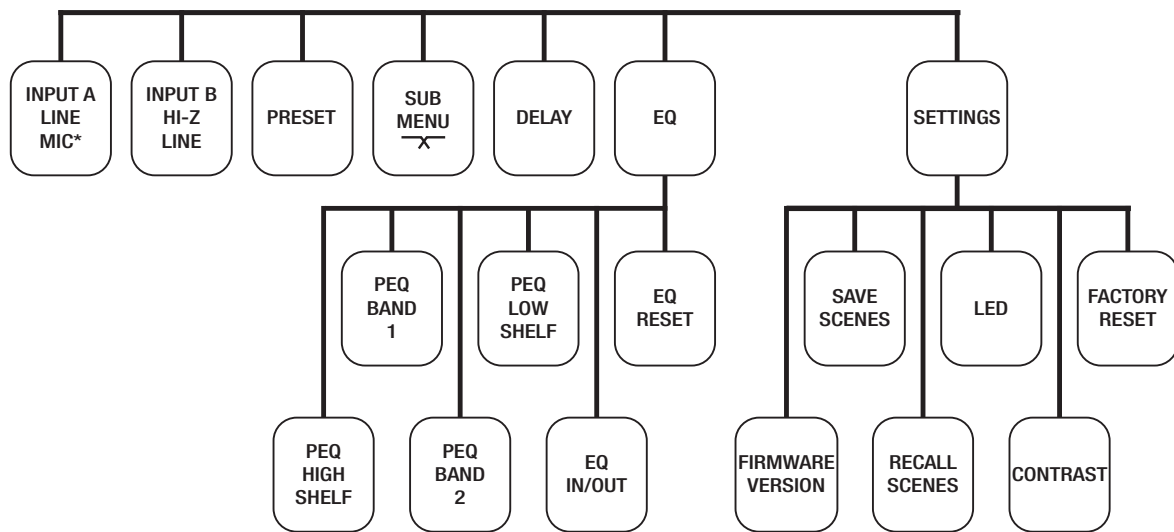 INPUT A
LINE
MIC*
INPUT B
HI-Z
LINE
PRESET
SUB
MENU
DELAY
EQ
SETTINGS
PEQ
BAND
1
PEQ
LOW
SHELF
EQ
RESET
SAVE
SCENES
LED
FACTORY
RESET
PEQ
HIGH
SHELF
PEQ
BAND
2
EQ
IN/OUT
FIRMWARE
VERSION
RECALL
SCENES
CONTRAST